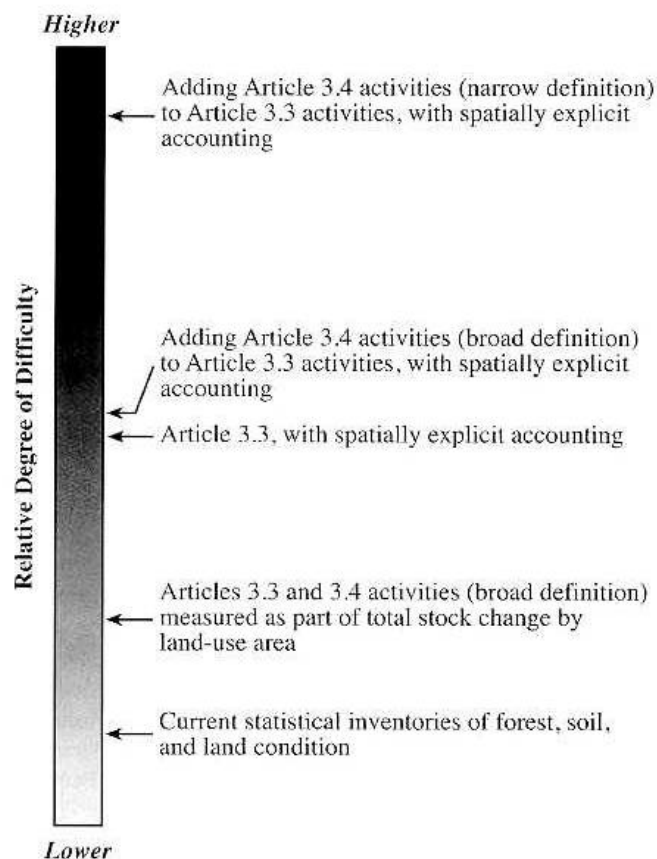 Higher
Adding Article 3.4 activities (narrow definition)
to Article 3.3 activities, with spatially explicit
accounting
Relative Degree of Difficulty
Adding Article 3.4 activities (broad definition)
to Article 3.3 activities, with spatially explicit
accounting
Article 3.3, with spatially explicit accounting
Articles 3.3 and 3.4 activities (broad definition)
measured as part of total stock change by
land-use area
Current statistical inventories of forest, soil,
and land condition
Lower